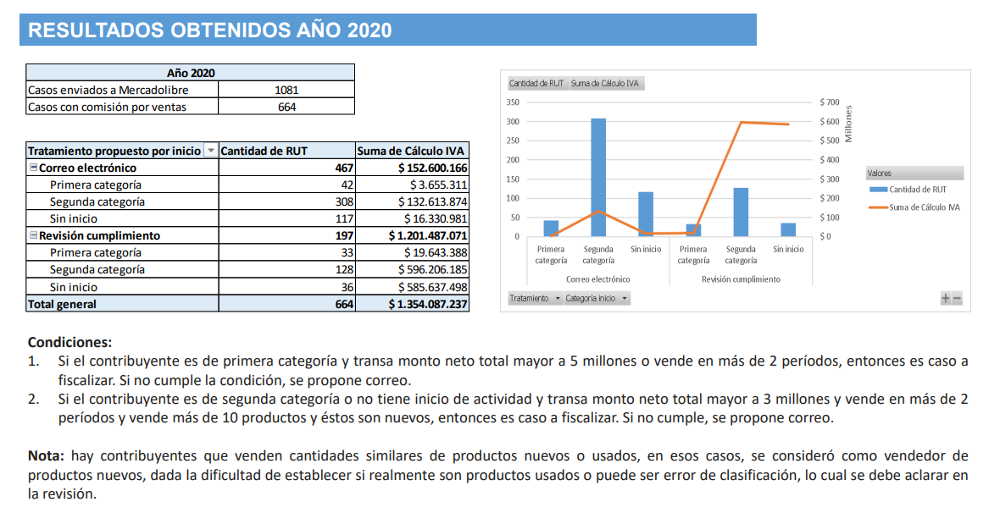 RESULTADOS OBTENIDOS AÑO 2020
Año 2020
Casos enviados a Mercadolibre 1081
Casos con comisión por ventas 664
Tratamiento propuesto por inicio Cantidad de RUT Suma de Cálculo IVA
Correo electrónico 467 $ 152.600.166
Primera categoría 42 $ 3.655.311
Segunda categoría 308 $ 132.613.874
Sin inicio 117 $ 16.330.981
Revisión cumplimiento 197 $ 1.201.487.071
Primera categoría 33 $ 19.643.388
Segunda categoría 128 $ 596.206.185
Sin inicio 36 $ 585.637.498
Total general 664 $ 1.354.087.237
Cantidad de RUT Suma de Cálculo IVA
350 $ 700
300 $ 600
250 $ 500
200 $ 400
150 $ 300
100 $ 200
50 $ 100
0 $ 0
Millones
Primera categoría Segunda categoría Sin inicio Primera categoría Segunda categoría Sin inicio
Correo electrónico Revisión cumplimiento
Valores
Cantidad de RUT
Suma de Cálculo IVA
Tratamiento Categoría inicio
Condiciones:
1. Si el contribuyente es de primera categoría y transa monto neto total mayor a 5 millones o vende en más de 2 períodos, entonces es caso a
fiscalizar. Si no cumple la condición, se propone correo.
2. Si el contribuyente es de segunda categoría o no tiene inicio de actividad y transa monto neto total mayor a 3 millones y vende en más de 2
períodos y vende más de 10 productos y éstos son nuevos, entonces es caso a fiscalizar. Si no cumple, se propone correo.
Nota: hay contribuyentes que venden cantidades similares de productos nuevos o usados, en esos casos, se consideró como vendedor de
productos nuevos, dada la dificultad de establecer si realmente son productos usados o puede ser error de clasificación, lo cual se debe aclarar en
la revisión.